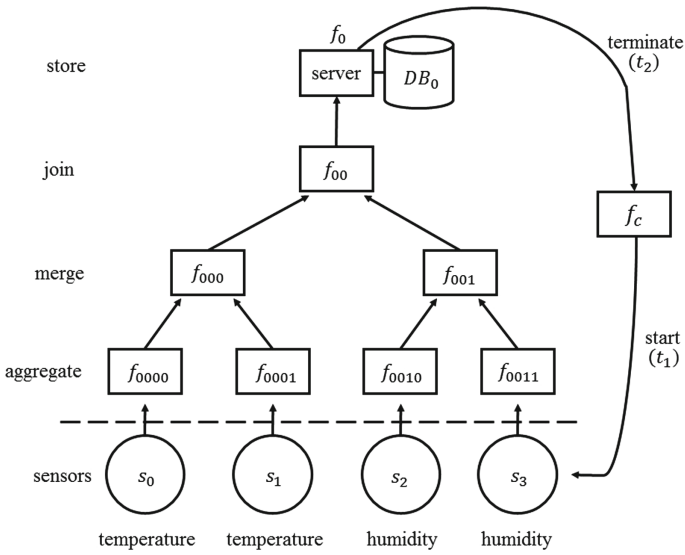 f₀
terminate
(t₂)
store
server
DB₀
join
f₀₀
f_c
merge
f₀₀₀
f₀₀₁
start
(t₁)
aggregate
f₀₀₀₀
f₀₀₀₁
f₀₀₁₀
f₀₀₁₁
sensors
s₀
s₁
s₂
s₃
temperature
temperature
humidity
humidity